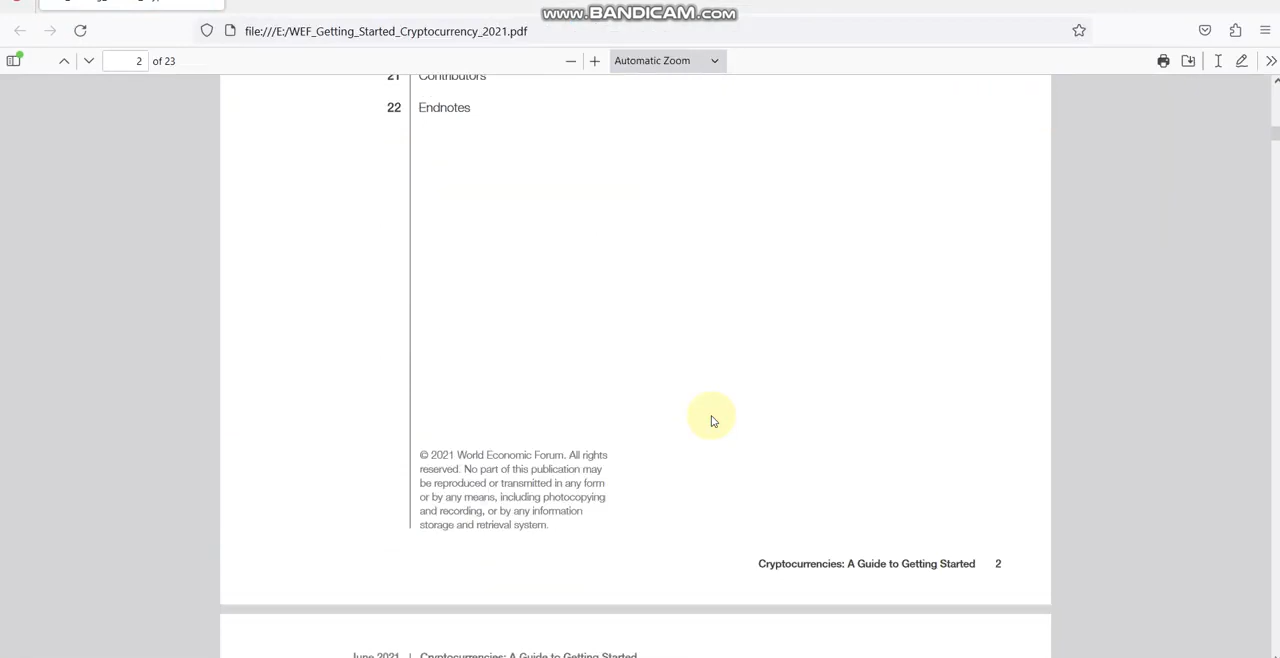 www.BANDICAM.com
file:///E:/WEF_Getting_Started_Cryptocurrency_2021.pdf
2 of 23
Automatic Zoom
21 Contributors
22 Endnotes
© 2021 World Economic Forum. All rights
reserved. No part of this publication may
be reproduced or transmitted in any form
or by any means, including photocopying
and recording, or by any information
storage and retrieval system.
Cryptocurrencies: A Guide to Getting Started 2
June 2021 | Cryptocurrencies: A Guide to Getting Started